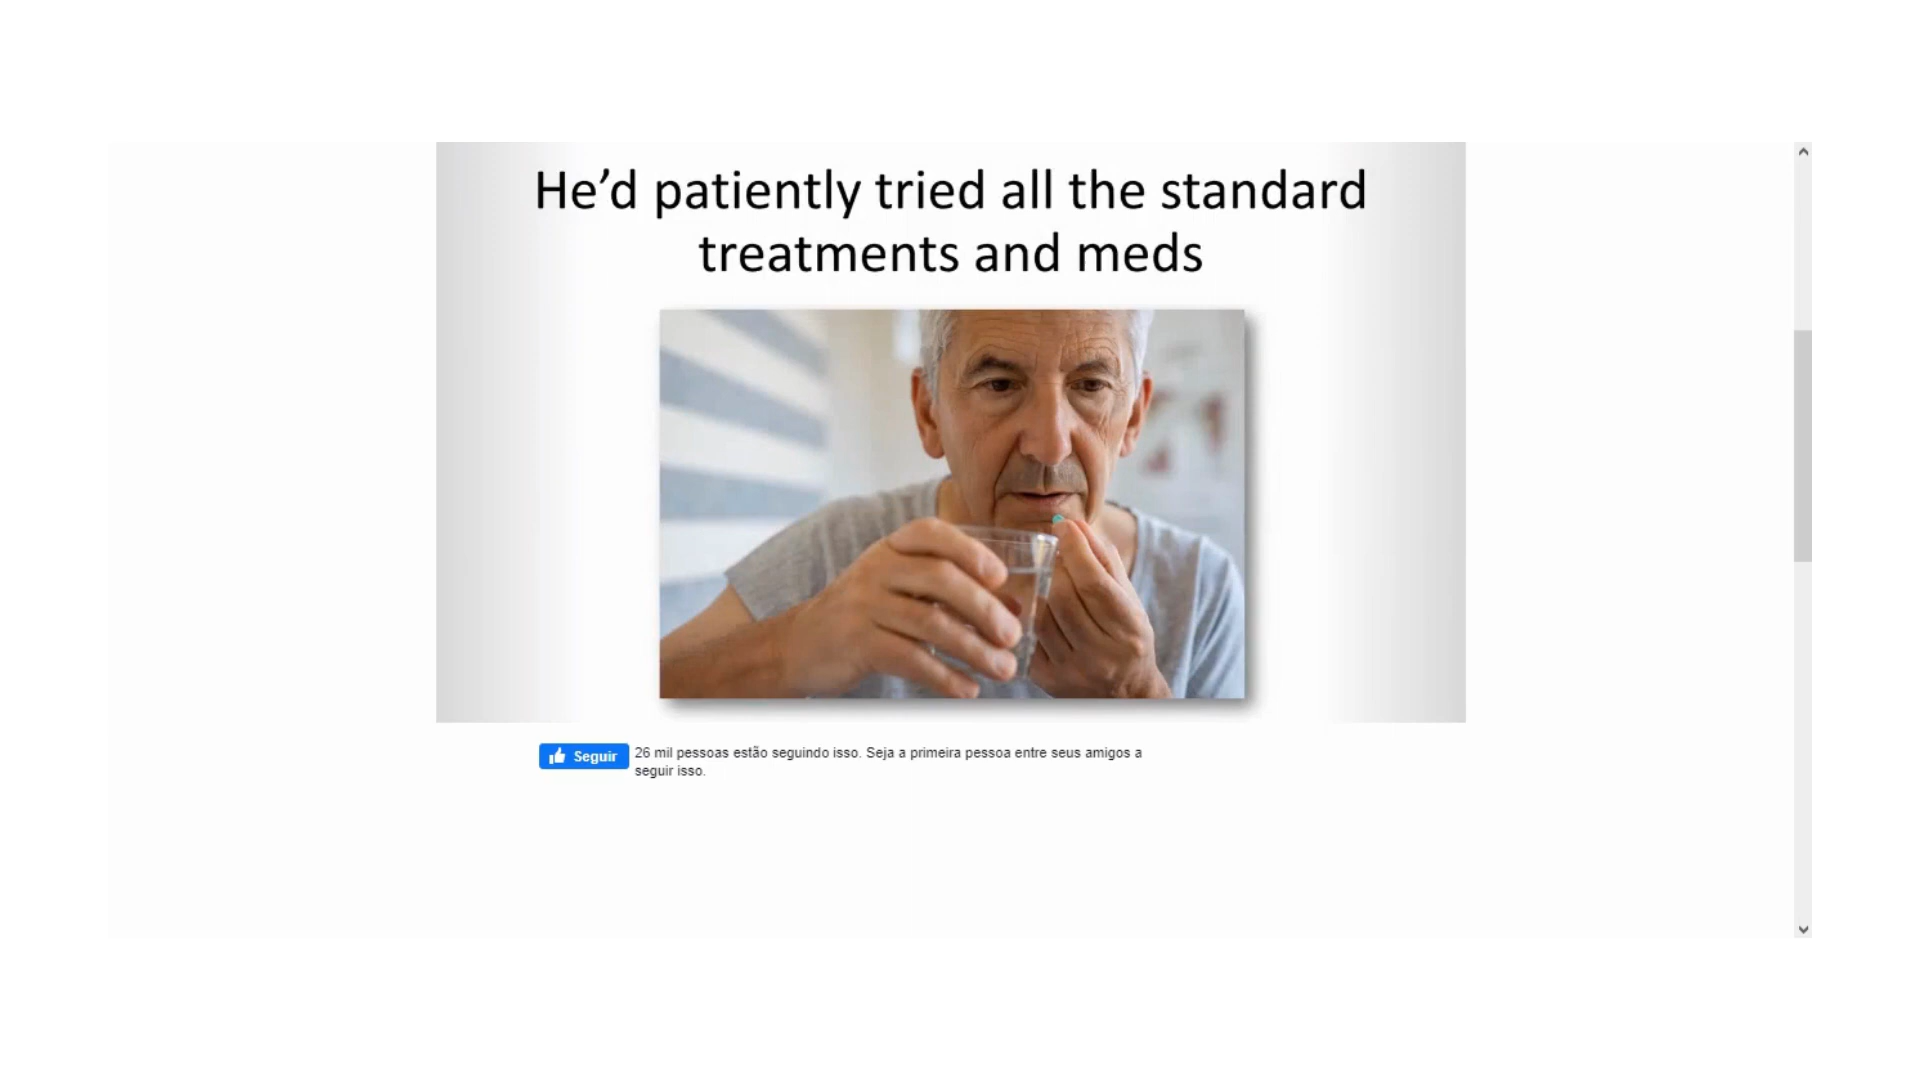 He’d patiently tried all the standard
treatments and meds
Seguir
26 mil pessoas estão seguindo isso. Seja a primeira pessoa entre seus amigos a
seguir isso.